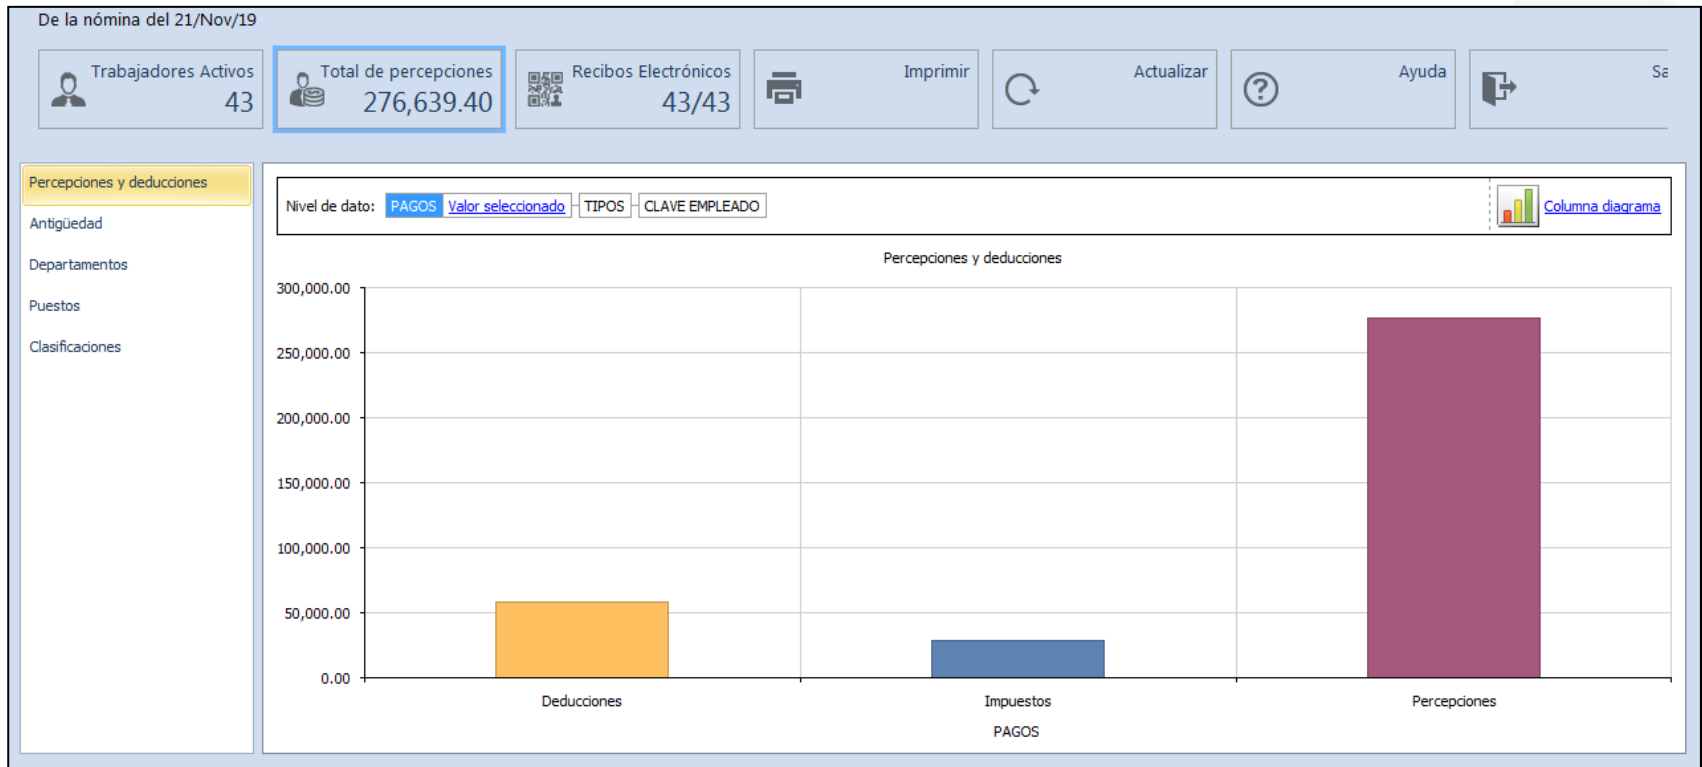 De la nómina del 21/Nov/19
Trabajadores Activos
43
Total de percepciones
276,639.40
Recibos Electrónicos
43/43
Imprimir
Actualizar
Ayuda
Sa
Percepciones y deducciones
Antigüedad
Departamentos
Puestos
Clasificaciones
Nivel de dato: PAGOS Valor seleccionado TIPOS CLAVE EMPLEADO
Columna diagrama
Percepciones y deducciones
300,000.00
250,000.00
200,000.00
150,000.00
100,000.00
50,000.00
0.00
Deducciones Impuestos Percepciones
PAGOS